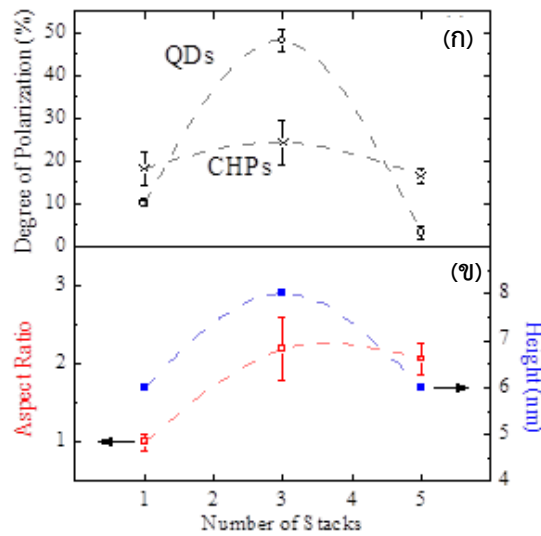 Degree of Polarization (%)
50
40
30
20
10
0
QDs
CHPs
(ก)
Aspect Ratio
3
2
1
(ข)
8
7
6
5
4
Height (nm)
1
2
3
4
5
Number of Stacks